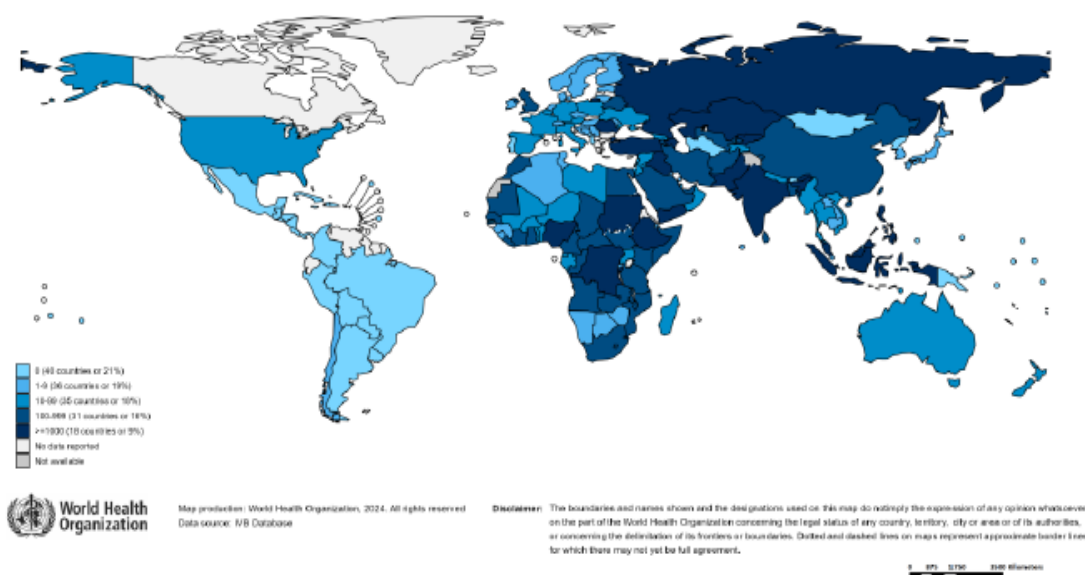 0 (40 countries or 21%)
1-9 (36 countries or 19%)
10-99 (35 countries or 18%)
100-999 (31 countries or 16%)
>=1000 (18 countries or 9%)
No data reported
Not available
World Health
Organization
Map production: World Health Organization, 2024. All rights reserved
Data source: IVB Database
Disclaimer: The boundaries and names shown and the designations used on this map do not imply the expression of any opinion whatsoever
on the part of the World Health Organization concerning the legal status of any country, territory, city or area or of its authorities,
or concerning the delimitation of its frontiers or boundaries. Dotted and dashed lines on maps represent approximate border lines
for which there may not yet be full agreement.
0 875 1,750 3500 Kilometers